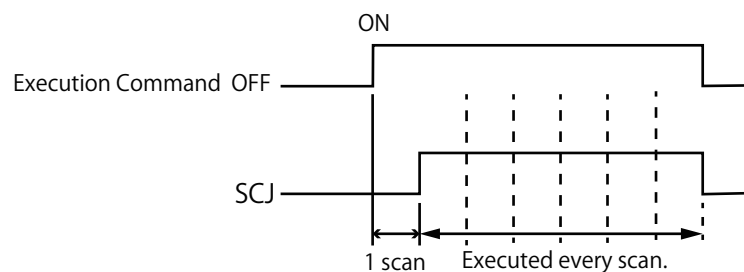 ON
Execution Command OFF
SCJ
1 scan
Executed every scan.